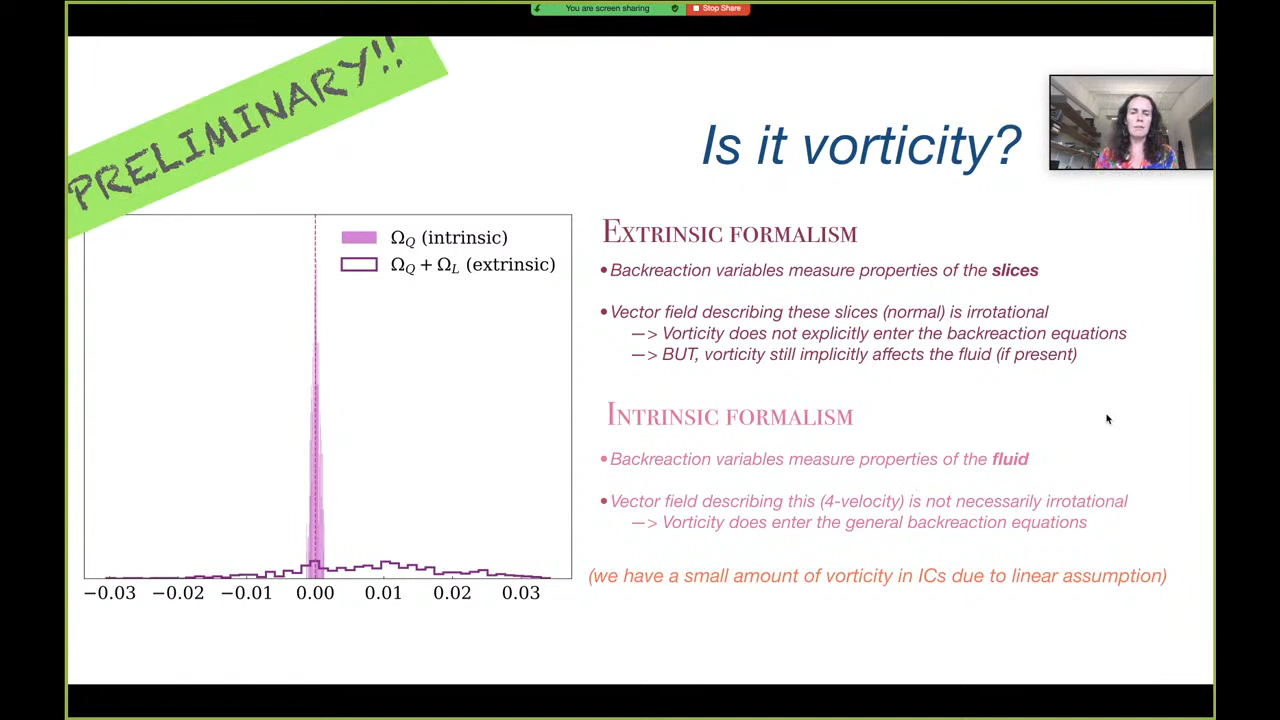 You are screen sharing
Stop Share
PRELIMINARY!!
Is it vorticity?
Ω_Q (intrinsic)
Ω_Q + Ω_L (extrinsic)
−0.03 −0.02 −0.01 0.00 0.01 0.02 0.03
EXTRINSIC FORMALISM
•Backreaction variables measure properties of the slices
•Vector field describing these slices (normal) is irrotational
—> Vorticity does not explicitly enter the backreaction equations
—> BUT, vorticity still implicitly affects the fluid (if present)
INTRINSIC FORMALISM
•Backreaction variables measure properties of the fluid
•Vector field describing this (4-velocity) is not necessarily irrotational
—> Vorticity does enter the general backreaction equations
(we have a small amount of vorticity in ICs due to linear assumption)